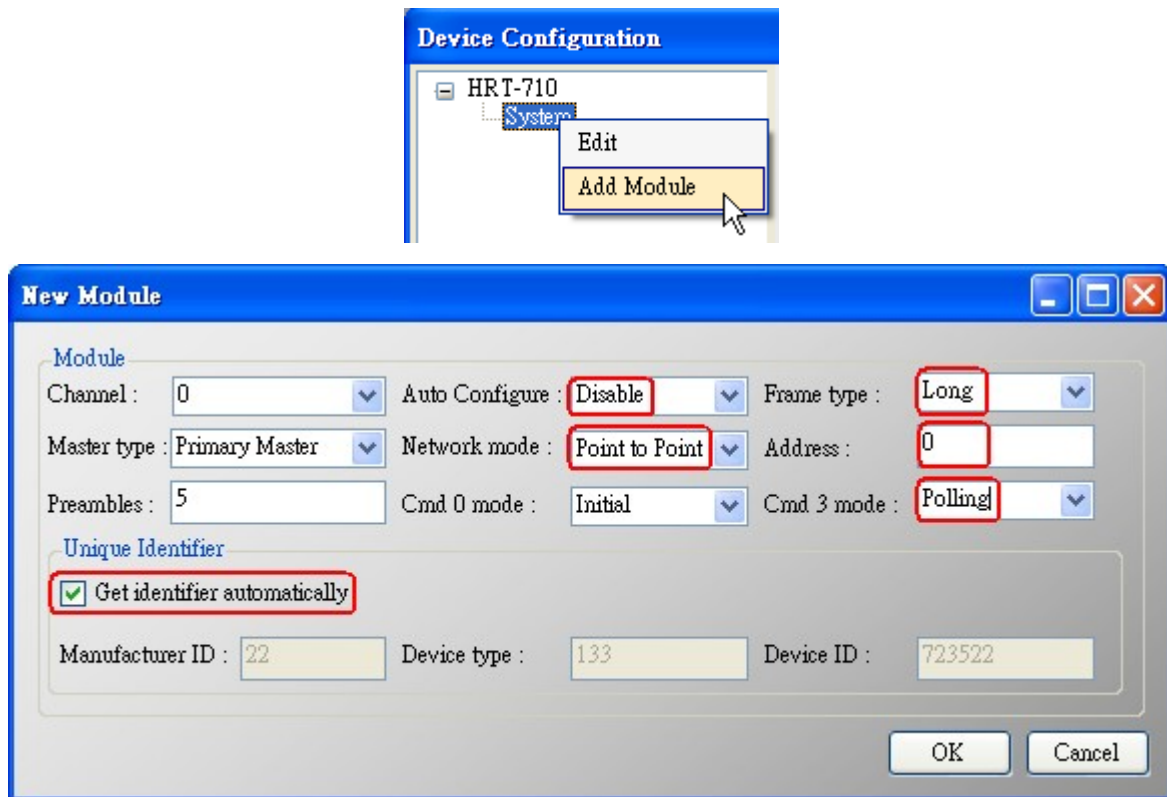 Device Configuration
HRT-710
System
Edit
Add Module
New Module
Module
Channel : 0 Auto Configure : Disable Frame type : Long
Master type : Primary Master Network mode : Point to Point Address : 0
Preambles : 5 Cmd 0 mode : Initial Cmd 3 mode : Polling
Unique Identifier
Get identifier automatically
Manufacturer ID : 22 Device type : 133 Device ID : 723522
OK Cancel